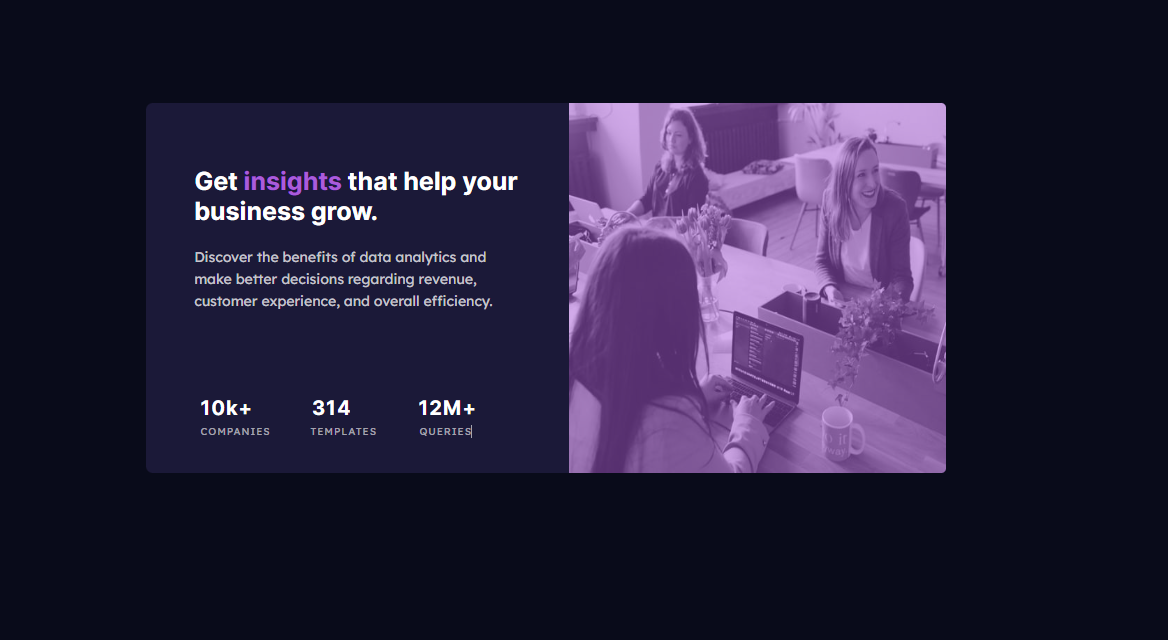 Get insights that help your
business grow.
Discover the benefits of data analytics and
make better decisions regarding revenue,
customer experience, and overall efficiency.
10k+ 314 12M+
COMPANIES TEMPLATES QUERIES